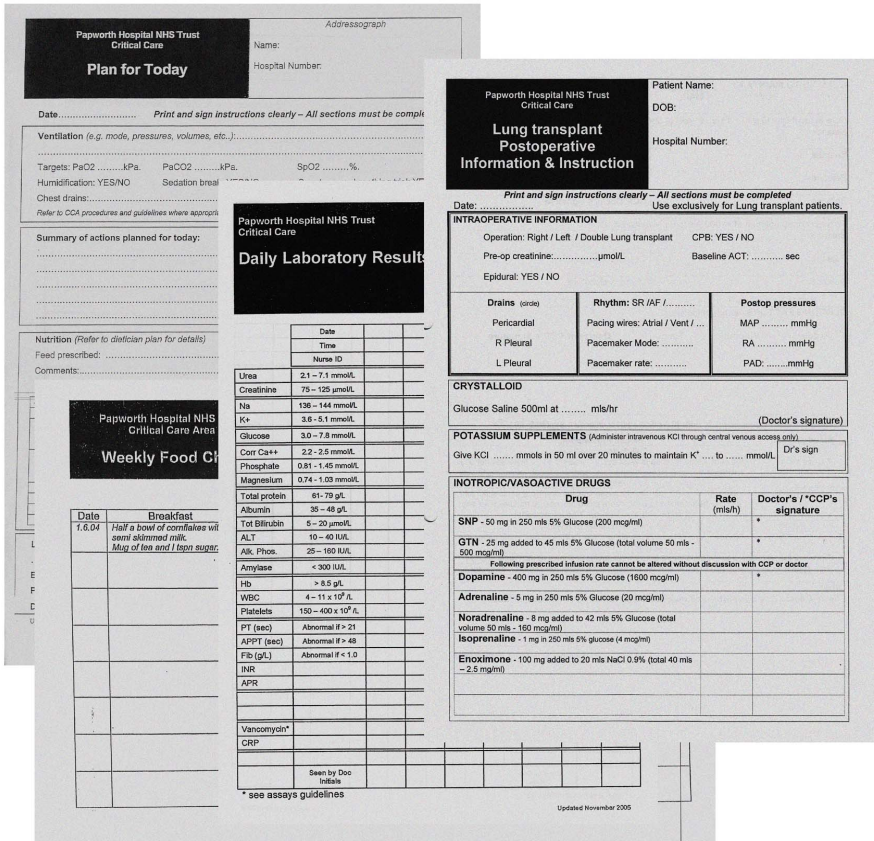 Papworth Hospital NHS Trust
Critical Care
Plan for Today
Addressograph
Name:
Hospital Number:
Date.......................... Print and sign instructions clearly – All sections must be
Ventilation (e.g. mode, pressures, volumes, etc..):
Targets: PaO2 .........kPa. PaCO2 .........kPa. SpO2 .........%.
Humidification: YES/NO Sedation
Chest drains:
Refer to CCA procedures and guidelines where
Summary of actions planned for today:
Nutrition (Refer to dietician plan for details)
Feed prescribed:
Comments:
Papworth Hospital NHS
Critical Care Area
Weekly Food
Date Breakfast
1.6.04 Half a bowl of cornflakes
semi skimmed milk.
Mug of tea and I tspn sugar.
Papworth Hospital NHS Trust
Critical Care
Daily Laboratory Results
Date
Time
Nurse ID
Urea 2.1 – 7.1 mmol/L
Creatinine 75 – 125 µmol/L
Na 136 – 144 mmol/L
K+ 3.6 - 5.1 mmol/L
Glucose 3.0 – 7.8 mmol/L
Corr Ca++ 2.2 - 2.5 mmol/L
Phosphate 0.81 - 1.45 mmol/L
Magnesium 0.74 - 1.03 mmol/L
Total protein 61- 79 g/L
Albumin 35 – 48 g/L
Tot Bilirubin 5 – 20 µmol/L
ALT 10 – 40 IU/L
Alk. Phos. 25 – 160 IU/L
Amylase < 300 IU/L
Hb > 8.5 g/L
WBC 4 – 11 x 10⁹ /L
Platelets 150 – 400 x 10⁹ /L
PT (sec) Abnormal if > 21
APPT (sec) Abnormal if > 48
Fib (g/L) Abnormal if < 1.0
INR
APR
Vancomycin*
CRP
Seen by Doc
Initials
* see assays guidelines
Updated November 2005
Papworth Hospital NHS Trust
Critical Care
Lung transplant
Postoperative
Information & Instruction
Patient Name:
DOB:
Hospital Number:
Print and sign instructions clearly – All sections must be completed
Date: .................. Use exclusively for Lung transplant patients.
INTRAOPERATIVE INFORMATION
Operation: Right / Left / Double Lung transplant CPB: YES / NO
Pre-op creatinine:...............µmol/L Baseline ACT: ........... sec
Epidural: YES / NO
Drains (circle) Rhythm: SR /AF /.......... Postop pressures
Pericardial Pacing wires: Atrial / Vent / ... MAP ......... mmHg
R Pleural Pacemaker Mode: ........... RA ......... mmHg
L Pleural Pacemaker rate: ........... PAD: ........mmHg
CRYSTALLOID
Glucose Saline 500ml at ........ mls/hr
(Doctor's signature)
POTASSIUM SUPPLEMENTS (Administer intravenous KCl through central venous access only)
Give KCl ....... mmols in 50 ml over 20 minutes to maintain K⁺ .... to ...... mmol/L Dr's sign
INOTROPIC/VASOACTIVE DRUGS
Drug Rate (mls/h) Doctor's / *CCP's signature
SNP - 50 mg in 250 mls 5% Glucose (200 mcg/ml) *
GTN - 25 mg added to 45 mls 5% Glucose (total volume 50 mls - *
500 mcg/ml)
Following prescribed infusion rate cannot be altered without discussion with CCP or doctor
Dopamine - 400 mg in 250 mls 5% Glucose (1600 mcg/ml) *
Adrenaline - 5 mg in 250 mls 5% Glucose (20 mcg/ml)
Noradrenaline - 8 mg added to 42 mls 5% Glucose (total
volume 50 mls - 160 mcg/ml)
Isoprenaline - 1 mg in 250 mls 5% glucose (4 mcg/ml)
Enoximone - 100 mg added to 20 mls NaCl 0.9% (total 40 mls
– 2.5 mg/ml)